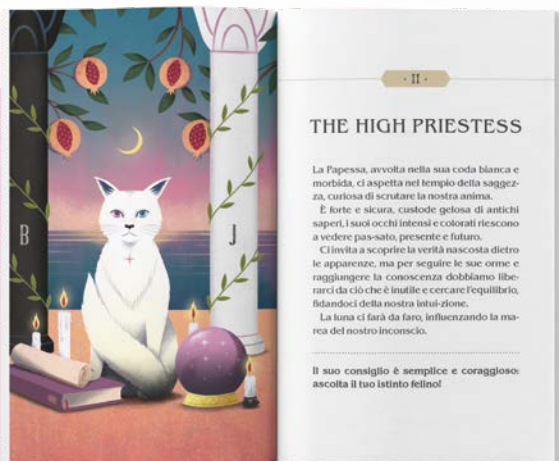 B
J
· II ·
THE HIGH PRIESTESS
La Papessa, avvolta nella sua coda bianca e
morbida, ci aspetta nel tempio della saggez-
za, curiosa di scrutare la nostra anima.
È forte e sicura, custode gelosa di antichi
saperi, i suoi occhi intensi e colorati riescono
a vedere pas-sato, presente e futuro.
Ci invita a scoprire la verità nascosta dietro
le apparenze, ma per seguire le sue orme e
raggiungere la conoscenza dobbiamo libe-
rarci da ciò che è inutile e cercare l'equilibrio,
fidandoci della nostra intui-zione.
La luna ci farà da faro, influenzando la ma-
rea del nostro inconscio.
Il suo consiglio è semplice e coraggioso:
ascolta il tuo istinto felino!